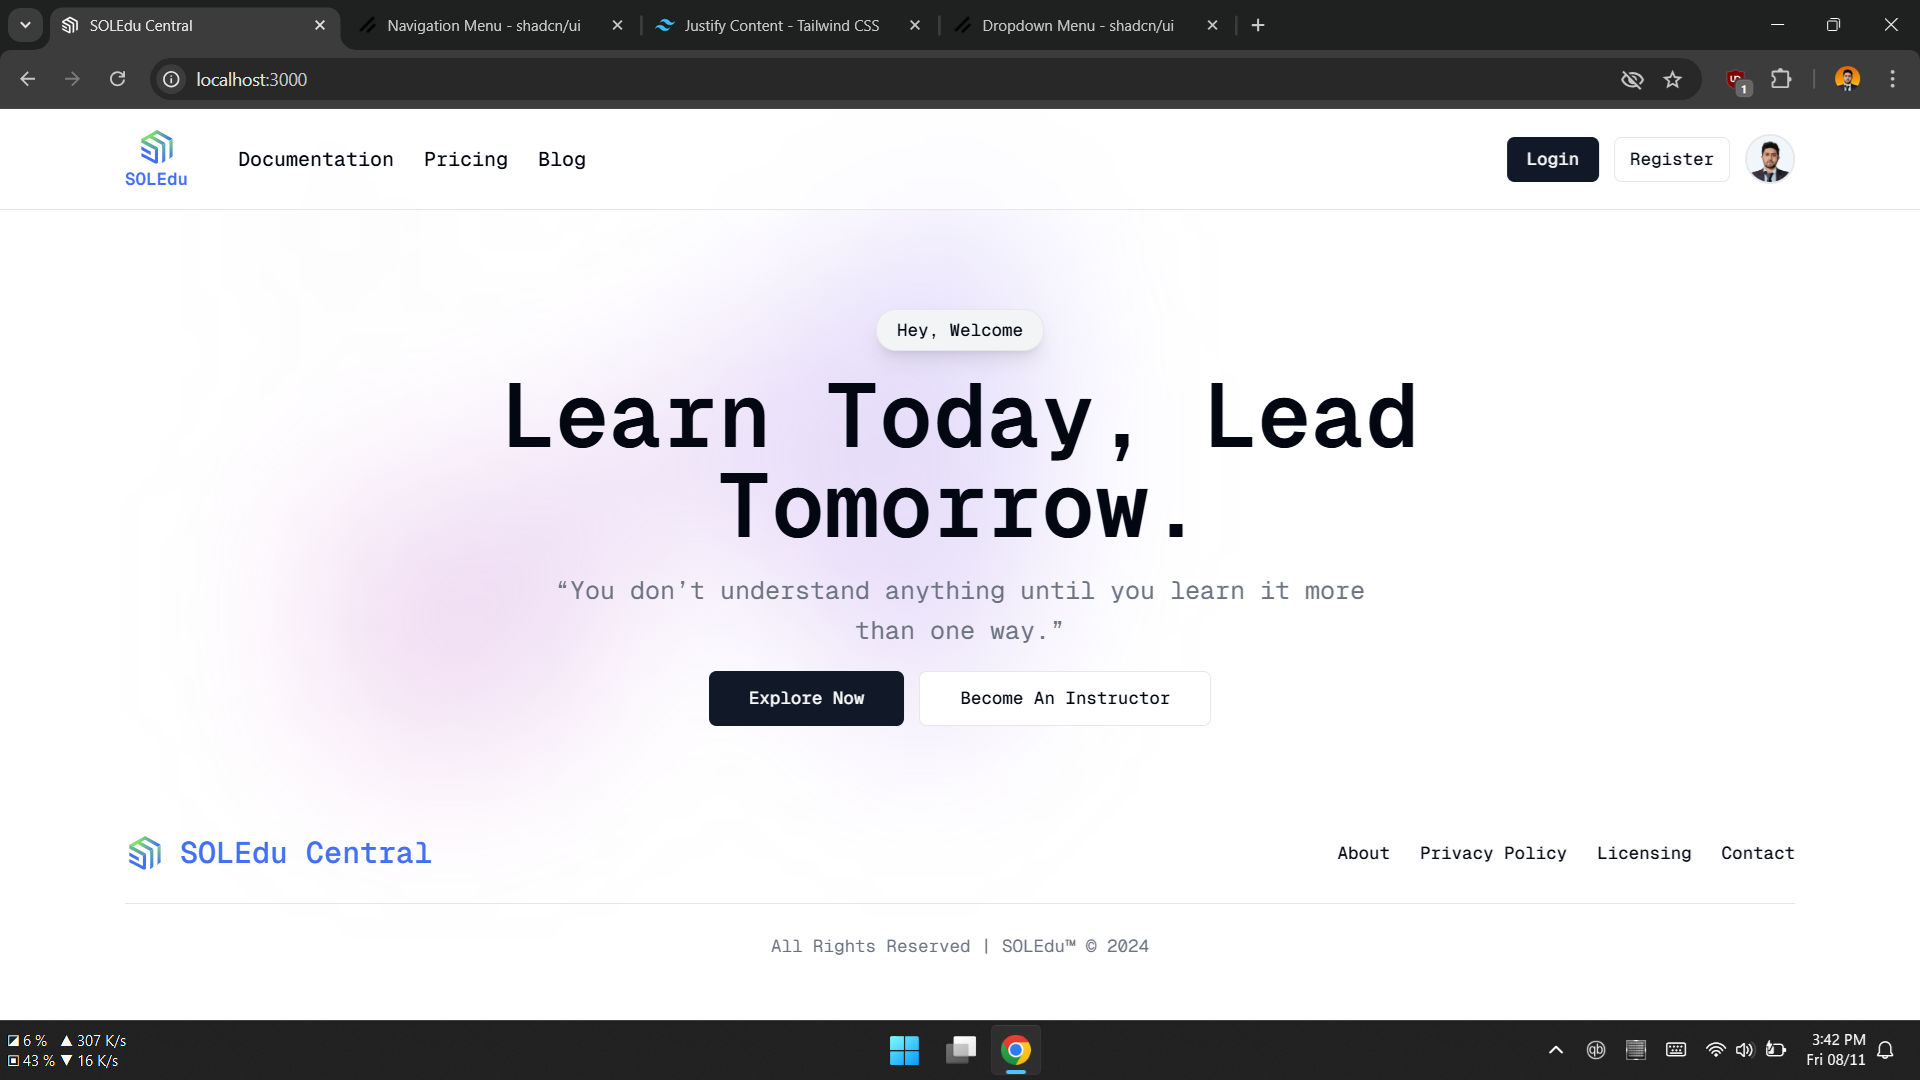 SOLEdu Central
Navigation Menu - shadcn/ui
Justify Content - Tailwind CSS
Dropdown Menu - shadcn/ui
localhost:3000
1
SOLEdu
Documentation
Pricing
Blog
Login
Register
Hey, Welcome
Learn Today, Lead
Tomorrow.
“You don’t understand anything until you learn it more
than one way.”
Explore Now
Become An Instructor
SOLEdu Central
About
Privacy Policy
Licensing
Contact
All Rights Reserved | SOLEdu™ © 2024
6 % ▲ 307 K/s
43 % ▼ 16 K/s
qb
3:42 PM
Fri 08/11